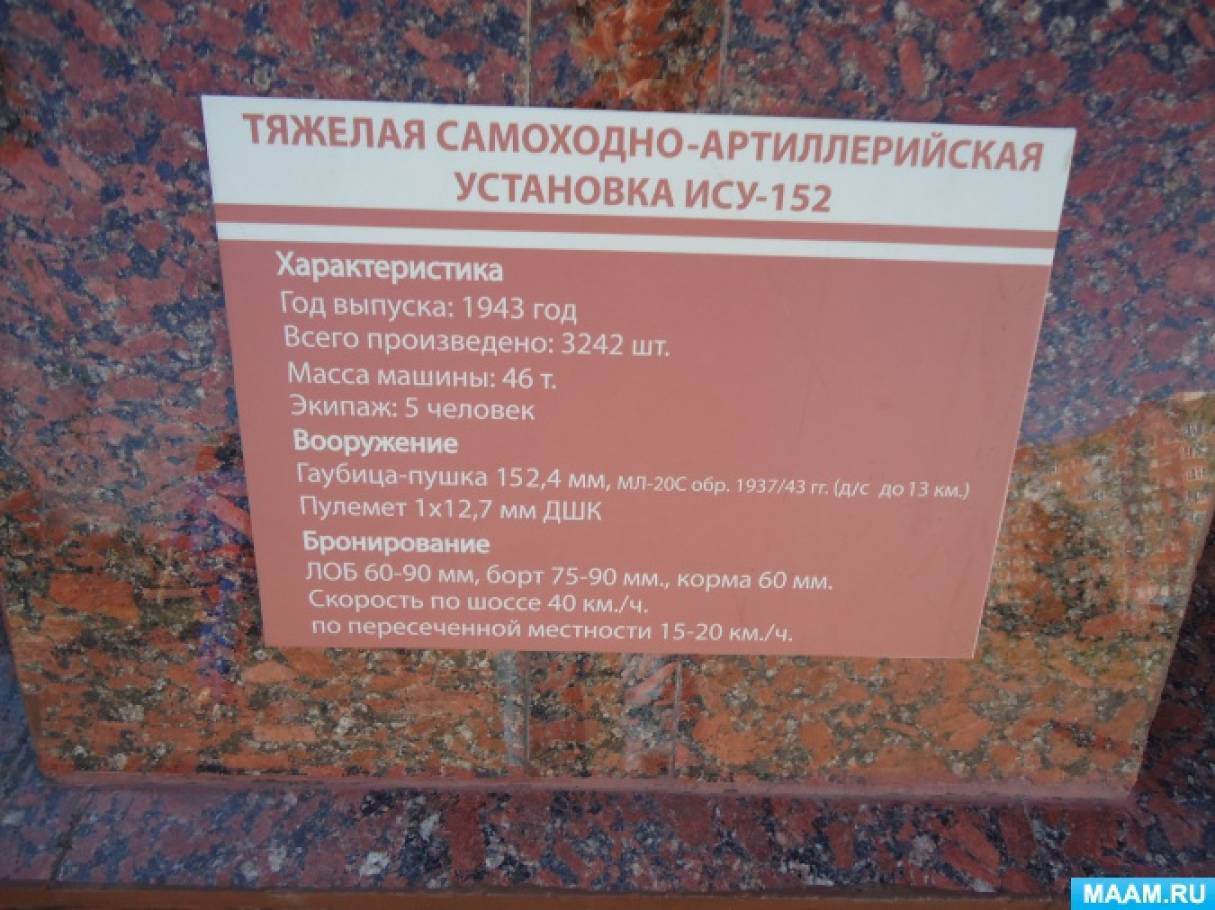 ТЯЖЕЛАЯ САМОХОДНО-АРТИЛЛЕРИЙСКАЯ
УСТАНОВКА ИСУ-152
Характеристика
Год выпуска: 1943 год
Всего произведено: 3242 шт.
Масса машины: 46 т.
Экипаж: 5 человек
Вооружение
Гаубица-пушка 152,4 мм, МЛ-20С обр. 1937/43 гг. (д/с до 13 км.)
Пулемет 1х12,7 мм ДШК
Бронирование
ЛОБ 60-90 мм, борт 75-90 мм., корма 60 мм.
Скорость по шоссе 40 км./ч.
по пересеченной местности 15-20 км./ч.
MAAM.RU